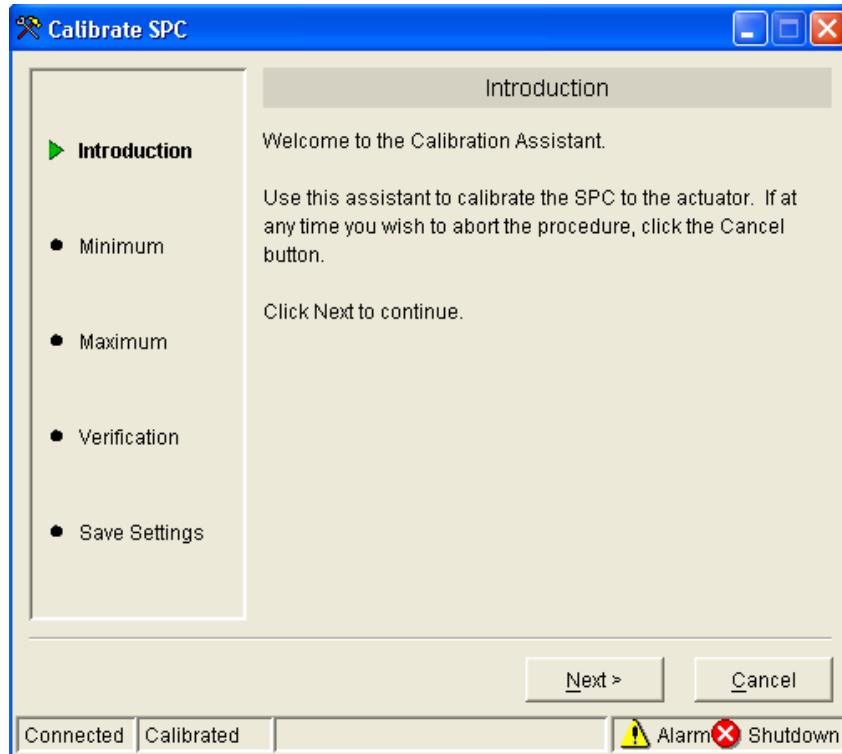 Calibrate SPC
Introduction
Minimum
Maximum
Verification
Save Settings
Introduction
Welcome to the Calibration Assistant.
Use this assistant to calibrate the SPC to the actuator. If at
any time you wish to abort the procedure, click the Cancel
button.
Click Next to continue.
Next >
Cancel
Connected
Calibrated
Alarm
Shutdown